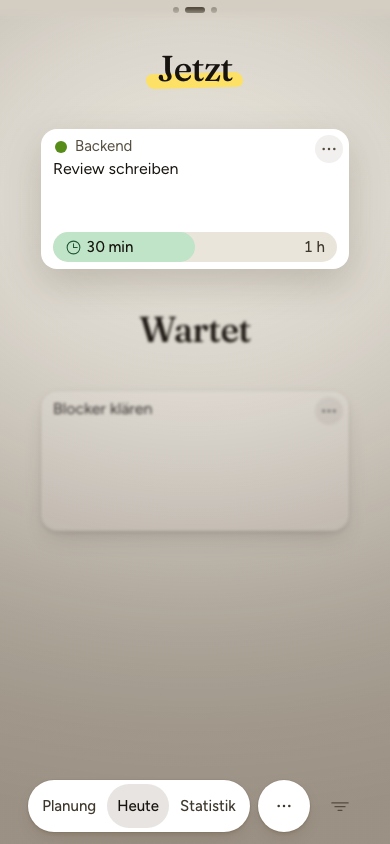 Jetzt
Backend
Review schreiben
30 min 1 h
Wartet
Blocker klären
Planung Heute Statistik